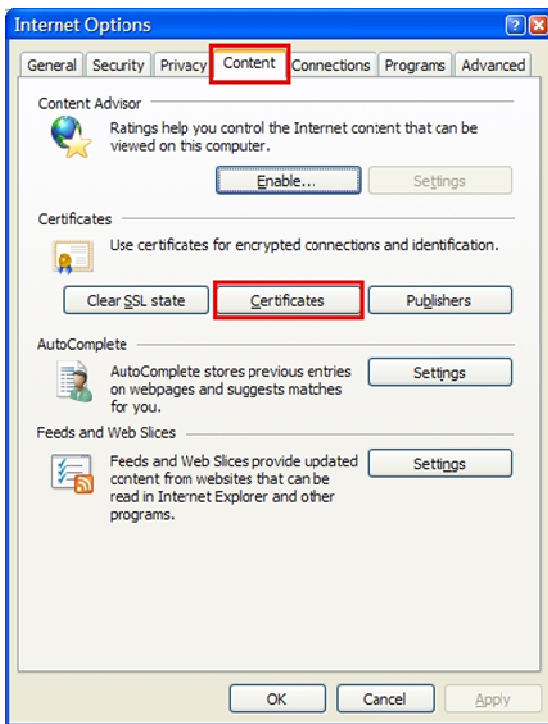 Internet Options
General Security Privacy Content Connections Programs Advanced
Content Advisor
Ratings help you control the Internet content that can be
viewed on this computer.
Enable... Settings
Certificates
Use certificates for encrypted connections and identification.
Clear SSL state Certificates Publishers
AutoComplete
AutoComplete stores previous entries
on webpages and suggests matches
for you.
Settings
Feeds and Web Slices
Feeds and Web Slices provide updated
content from websites that can be
read in Internet Explorer and other
programs.
Settings
OK Cancel Apply